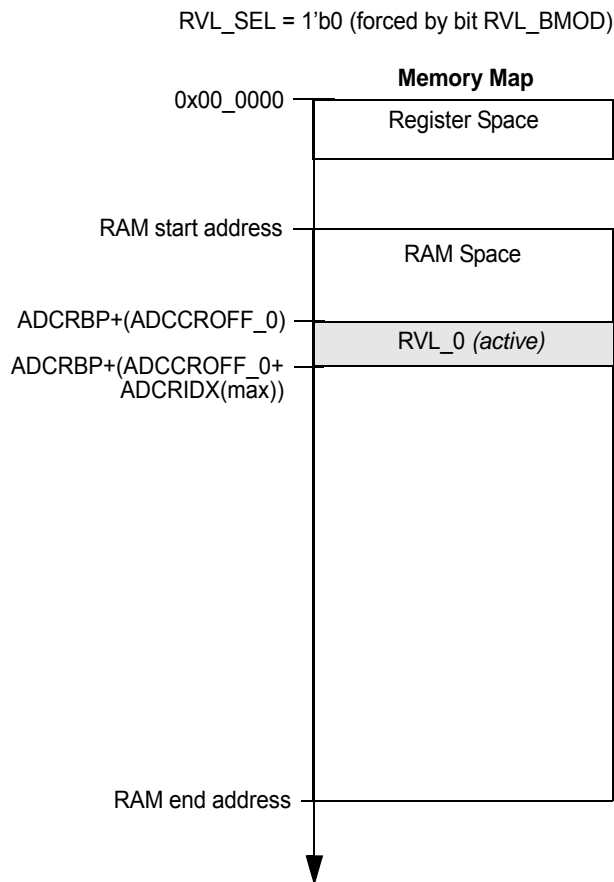 RVL_SEL = 1'b0 (forced by bit RVL_BMOD)
Memory Map
0x00_0000
Register Space
RAM start address
RAM Space
ADCRBP+(ADCCROFF_0)
RVL_0 (active)
ADCRBP+(ADCCROFF_0+
ADCRIDX(max))
RAM end address